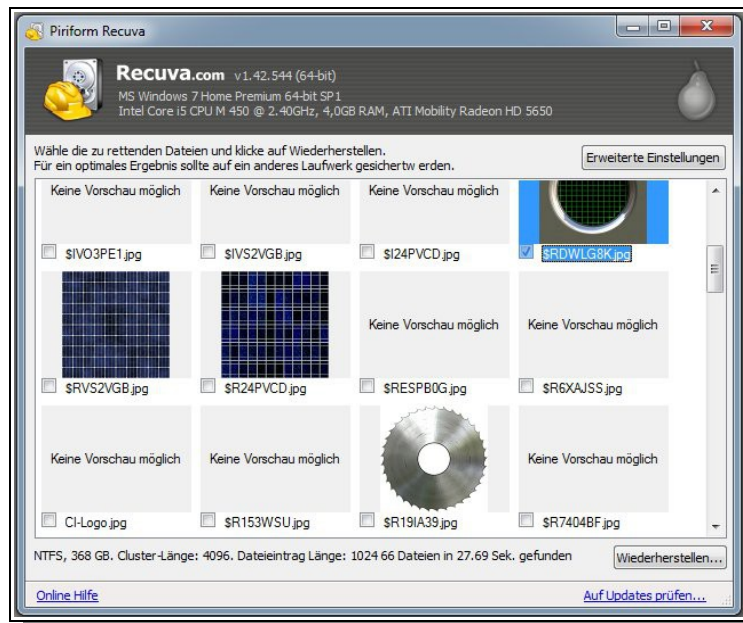 Piriform Recuva
Recuva.com v1.42.544 (64-bit)
MS Windows 7 Home Premium 64-bit SP1
Intel Core i5 CPU M 450 @ 2.40GHz, 4,0GB RAM, ATI Mobility Radeon HD 5650
Wähle die zu rettenden Dateien und klicke auf Wiederherstellen.
Für ein optimales Ergebnis sollte auf ein anderes Laufwerk gesichertw erden.
Erweiterte Einstellungen
Keine Vorschau möglich Keine Vorschau möglich Keine Vorschau möglich
$IVO3PE1.jpg $IVS2VGB.jpg $I24PVCD.jpg $RDWLG8K.jpg
Keine Vorschau möglich Keine Vorschau möglich
$RVS2VGB.jpg $R24PVCD.jpg $RESPB0G.jpg $R6XAJSS.jpg
Keine Vorschau möglich Keine Vorschau möglich Keine Vorschau möglich
CI-Logo.jpg $R153WSU.jpg $R19IA39.jpg $R7404BF.jpg
NTFS, 368 GB. Cluster-Länge: 4096. Dateieintrag Länge: 1024 66 Dateien in 27.69 Sek. gefunden
Wiederherstellen...
Online Hilfe
Auf Updates prüfen...